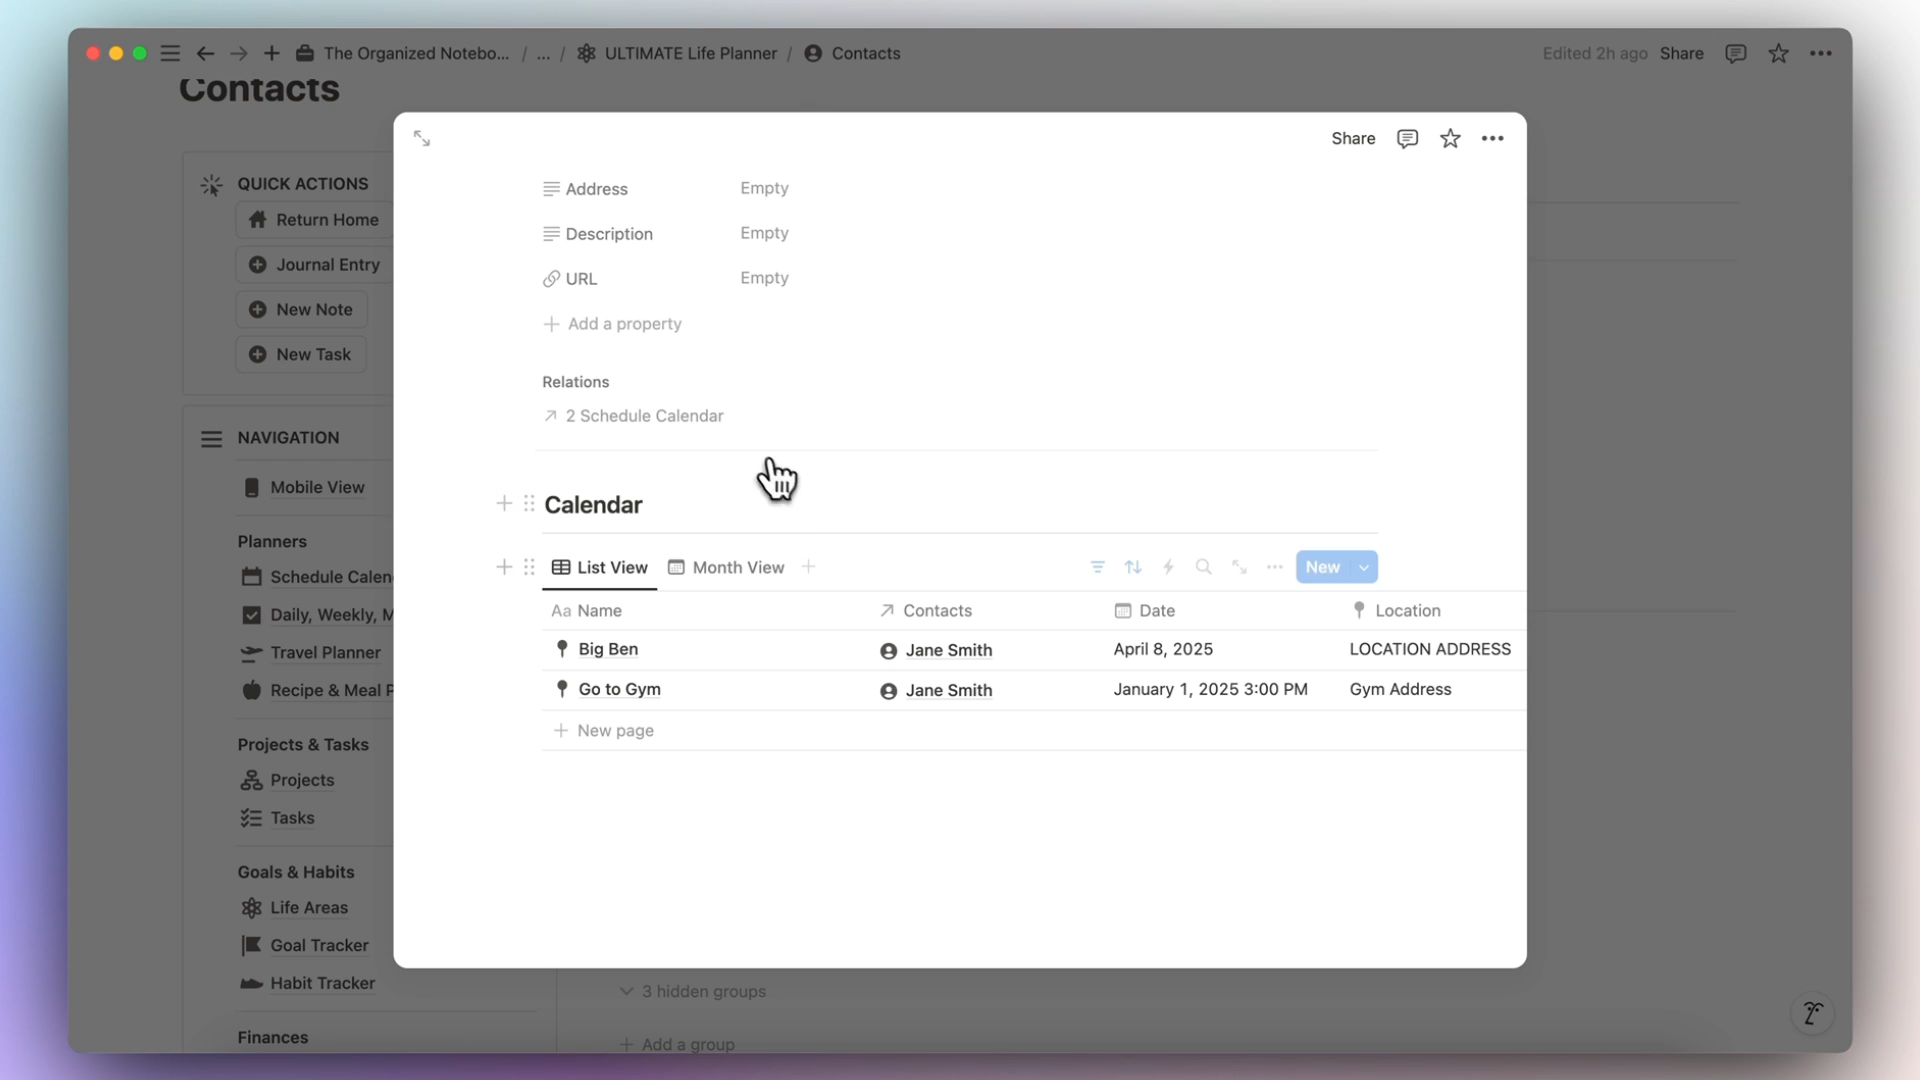 The Organized Notebo... / ... / ULTIMATE Life Planner / Contacts
Edited 2h ago Share
Contacts
QUICK ACTIONS
Return Home
Journal Entry
New Note
New Task
NAVIGATION
Mobile View
Planners
Schedule Calen
Daily, Weekly, M
Travel Planner
Recipe & Meal P
Projects & Tasks
Projects
Tasks
Goals & Habits
Life Areas
Goal Tracker
Habit Tracker
Finances
Share
Address Empty
Description Empty
URL Empty
Add a property
Relations
2 Schedule Calendar
Calendar
List View Month View
New
Aa Name Contacts Date Location
Big Ben Jane Smith April 8, 2025 LOCATION ADDRESS
Go to Gym Jane Smith January 1, 2025 3:00 PM Gym Address
New page
3 hidden groups
Add a group